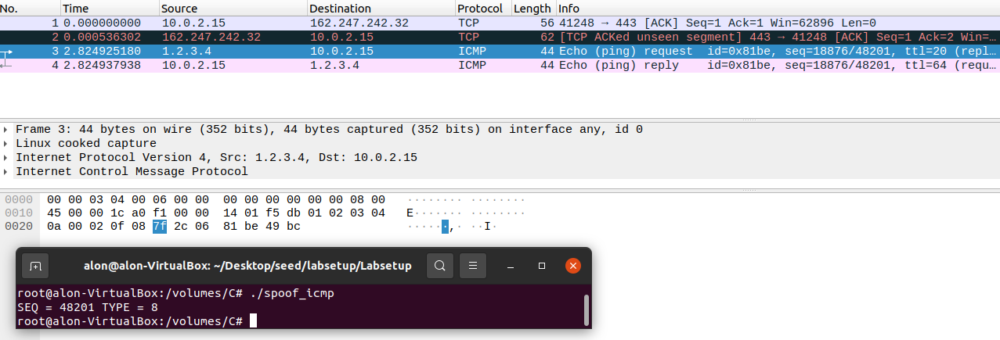 No. Time Source Destination Protocol Length Info
1 0.000000000 10.0.2.15 162.247.242.32 TCP 56 41248 → 443 [ACK] Seq=1 Ack=1 Win=62896 Len=0
2 0.000536302 162.247.242.32 10.0.2.15 TCP 62 [TCP ACKed unseen segment] 443 → 41248 [ACK] Seq=1 Ack=2 Win=…
3 2.824925180 1.2.3.4 10.0.2.15 ICMP 44 Echo (ping) request id=0x81be, seq=18876/48201, ttl=20 (repl…
4 2.824937938 10.0.2.15 1.2.3.4 ICMP 44 Echo (ping) reply id=0x81be, seq=18876/48201, ttl=64 (requ…
Frame 3: 44 bytes on wire (352 bits), 44 bytes captured (352 bits) on interface any, id 0
Linux cooked capture
Internet Protocol Version 4, Src: 1.2.3.4, Dst: 10.0.2.15
Internet Control Message Protocol
0000 00 00 03 04 00 06 00 00 00 00 00 00 00 00 08 00 ········ ········
0010 45 00 00 1c a0 f1 00 00 14 01 f5 db 01 02 03 04 E······· ········
0020 0a 00 02 0f 08 7f 2c 06 81 be 49 bc ······,· ··I·
alon@alon-VirtualBox: ~/Desktop/seed/labsetup/Labsetup
root@alon-VirtualBox:/volumes/C# ./spoof_icmp
SEQ = 48201 TYPE = 8
root@alon-VirtualBox:/volumes/C#